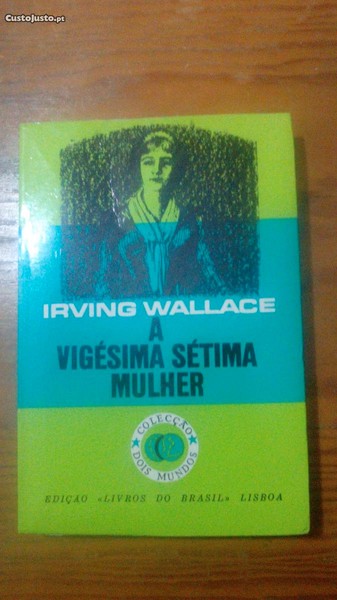 CustoJusto.pt
IRVING WALLACE
A
VIGÉSIMA SÉTIMA
MULHER
COLECÇÃO
DOIS MUNDOS
EDIÇÃO «LIVROS DO BRASIL» LISBOA